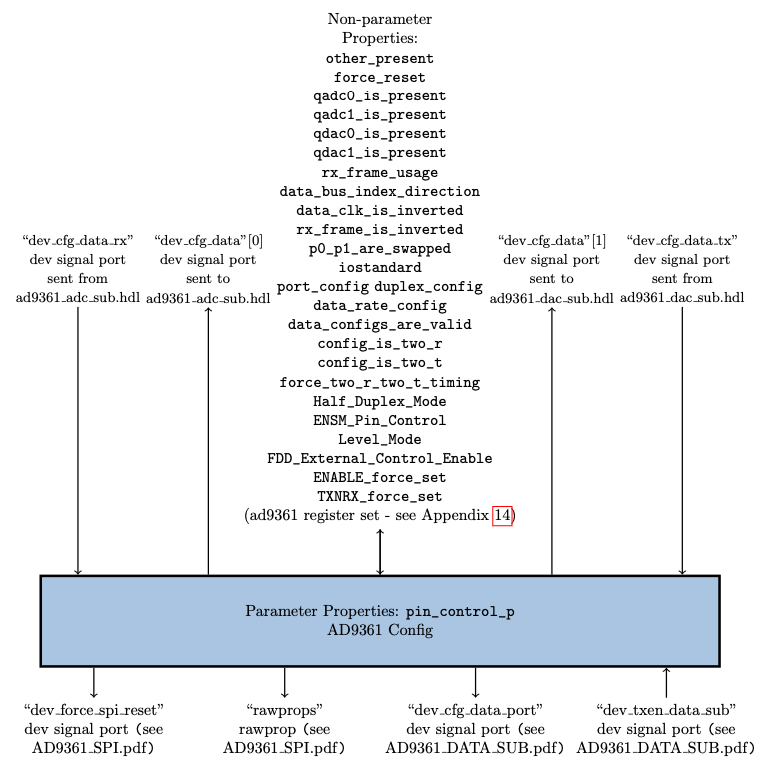 Non-parameter
Properties:
other_present
force_reset
qadc0_is_present
qadc1_is_present
qdac0_is_present
qdac1_is_present
rx_frame_usage
data_bus_index_direction
data_clk_is_inverted
rx_frame_is_inverted
p0_p1_are_swapped
iostandard
port_config duplex_config
data_rate_config
data_configs_are_valid
config_is_two_r
config_is_two_t
force_two_r_two_t_timing
Half_Duplex_Mode
ENSM_Pin_Control
Level_Mode
FDD_External_Control_Enable
ENABLE_force_set
TXNRX_force_set
(ad9361 register set - see Appendix 14)
“dev_cfg_data_rx”
dev signal port
sent from
ad9361_adc_sub.hdl
“dev_cfg_data”[0]
dev signal port
sent to
ad9361_adc_sub.hdl
“dev_cfg_data”[1]
dev signal port
sent to
ad9361_dac_sub.hdl
“dev_cfg_data_tx”
dev signal port
sent from
ad9361_dac_sub.hdl
Parameter Properties: pin_control_p
AD9361 Config
“dev_force_spi_reset”
dev signal port (see
AD9361_SPI.pdf)
“rawprops”
rawprop (see
AD9361_SPI.pdf)
“dev_cfg_data_port”
dev signal port (see
AD9361_DATA_SUB.pdf)
“dev_txen_data_sub”
dev signal port (see
AD9361_DATA_SUB.pdf)